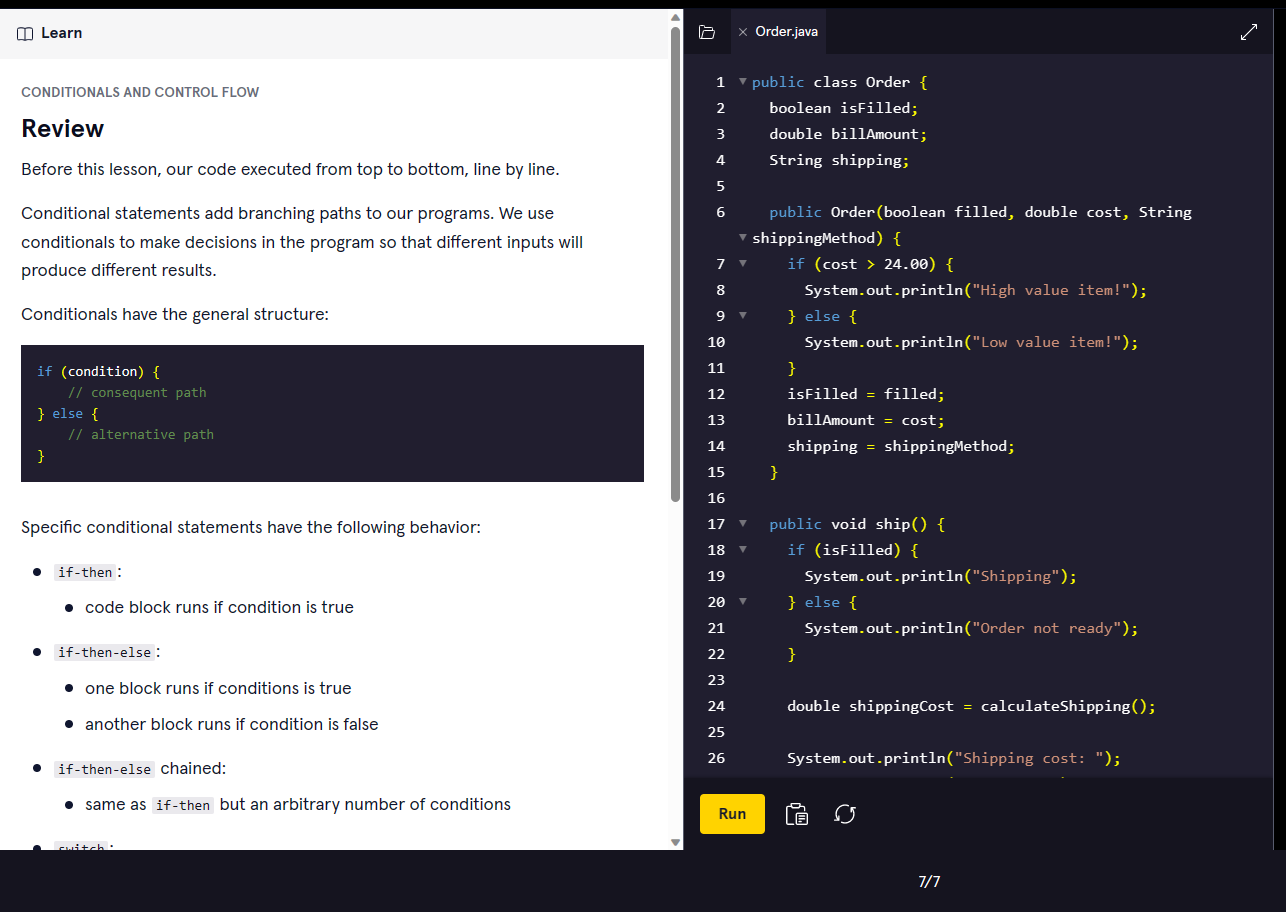 Learn
CONDITIONALS AND CONTROL FLOW
Review
Before this lesson, our code executed from top to bottom, line by line.
Conditional statements add branching paths to our programs. We use
conditionals to make decisions in the program so that different inputs will
produce different results.
Conditionals have the general structure:
if (condition) {
    // consequent path
} else {
    // alternative path
}
Specific conditional statements have the following behavior:
if-then:
code block runs if condition is true
if-then-else:
one block runs if conditions is true
another block runs if condition is false
if-then-else chained:
same as if-then but an arbitrary number of conditions
switch:
Order.java
1 public class Order {
2   boolean isFilled;
3   double billAmount;
4   String shipping;
5
6   public Order(boolean filled, double cost, String
shippingMethod) {
7     if (cost > 24.00) {
8       System.out.println("High value item!");
9     } else {
10       System.out.println("Low value item!");
11     }
12     isFilled = filled;
13     billAmount = cost;
14     shipping = shippingMethod;
15   }
16
17   public void ship() {
18     if (isFilled) {
19       System.out.println("Shipping");
20     } else {
21       System.out.println("Order not ready");
22     }
23
24     double shippingCost = calculateShipping();
25
26     System.out.println("Shipping cost: ");
Run
7/7